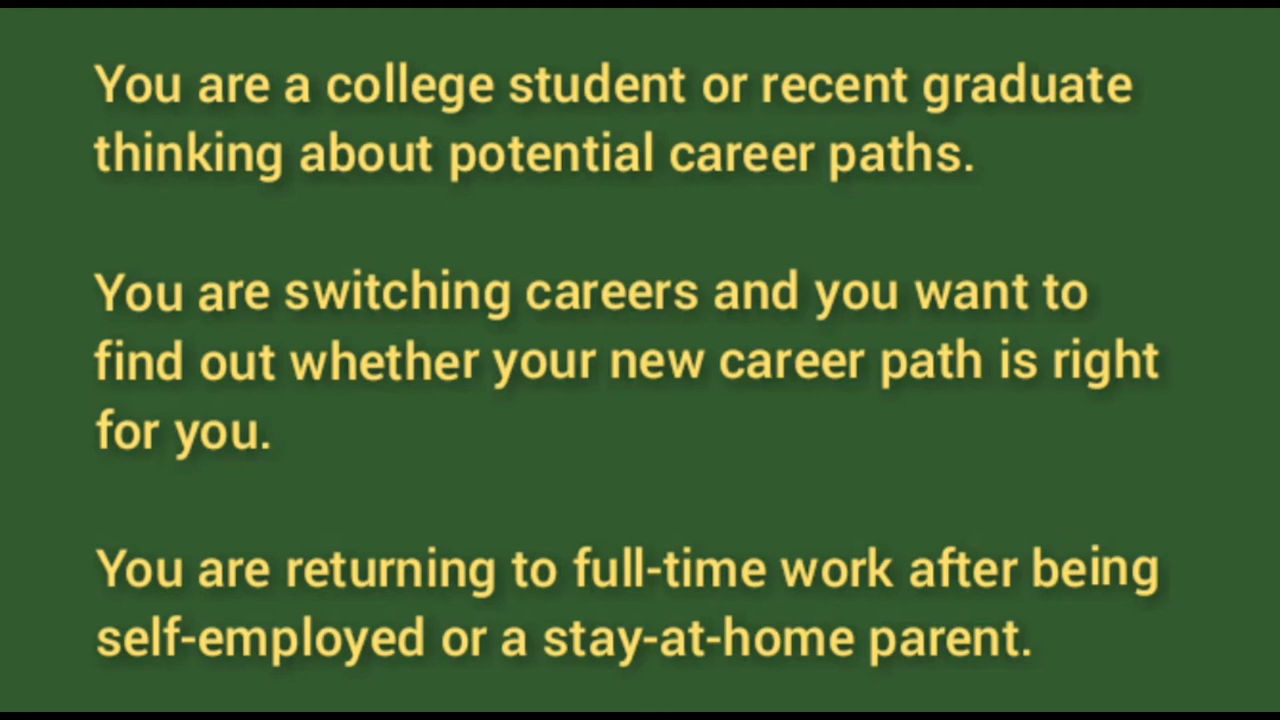 You are a college student or recent graduate
thinking about potential career paths.
You are switching careers and you want to
find out whether your new career path is right
for you.
You are returning to full-time work after being
self-employed or a stay-at-home parent.